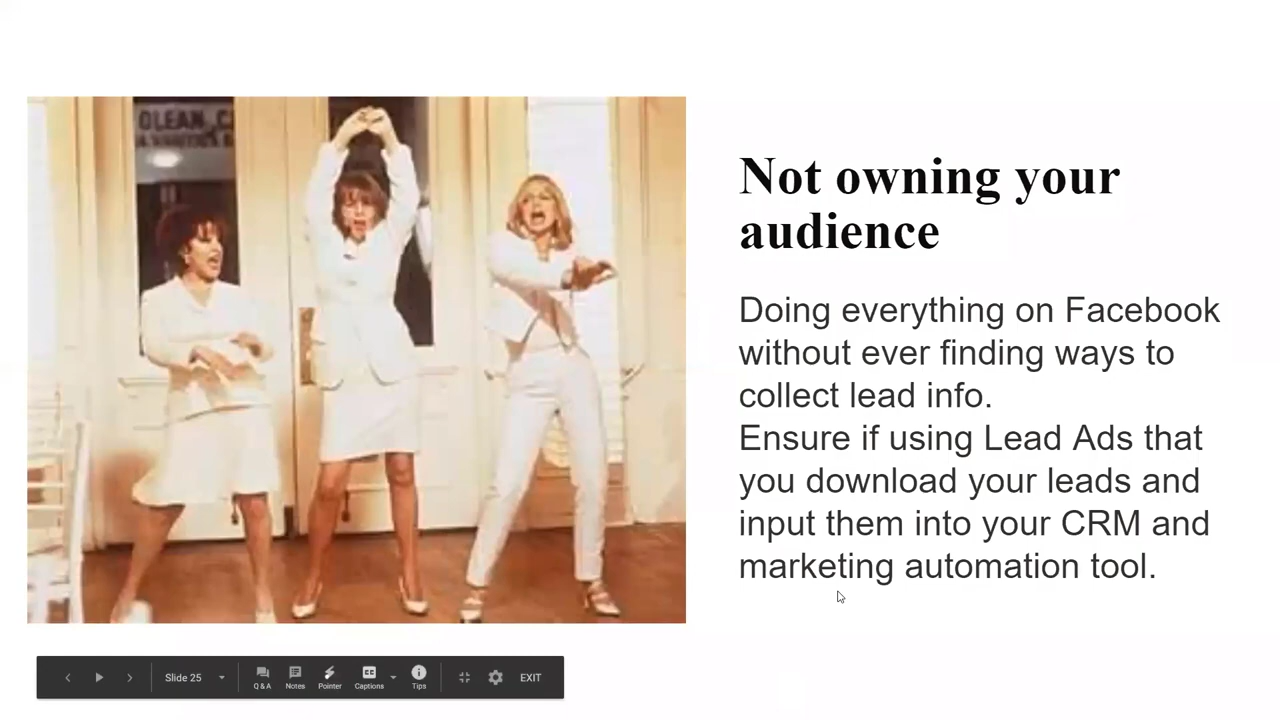 OLEAN
Not owning your
audience
Doing everything on Facebook
without ever finding ways to
collect lead info.
Ensure if using Lead Ads that
you download your leads and
input them into your CRM and
marketing automation tool.
Slide 25
Q & A
Notes
Pointer
CC
Captions
Tips
EXIT